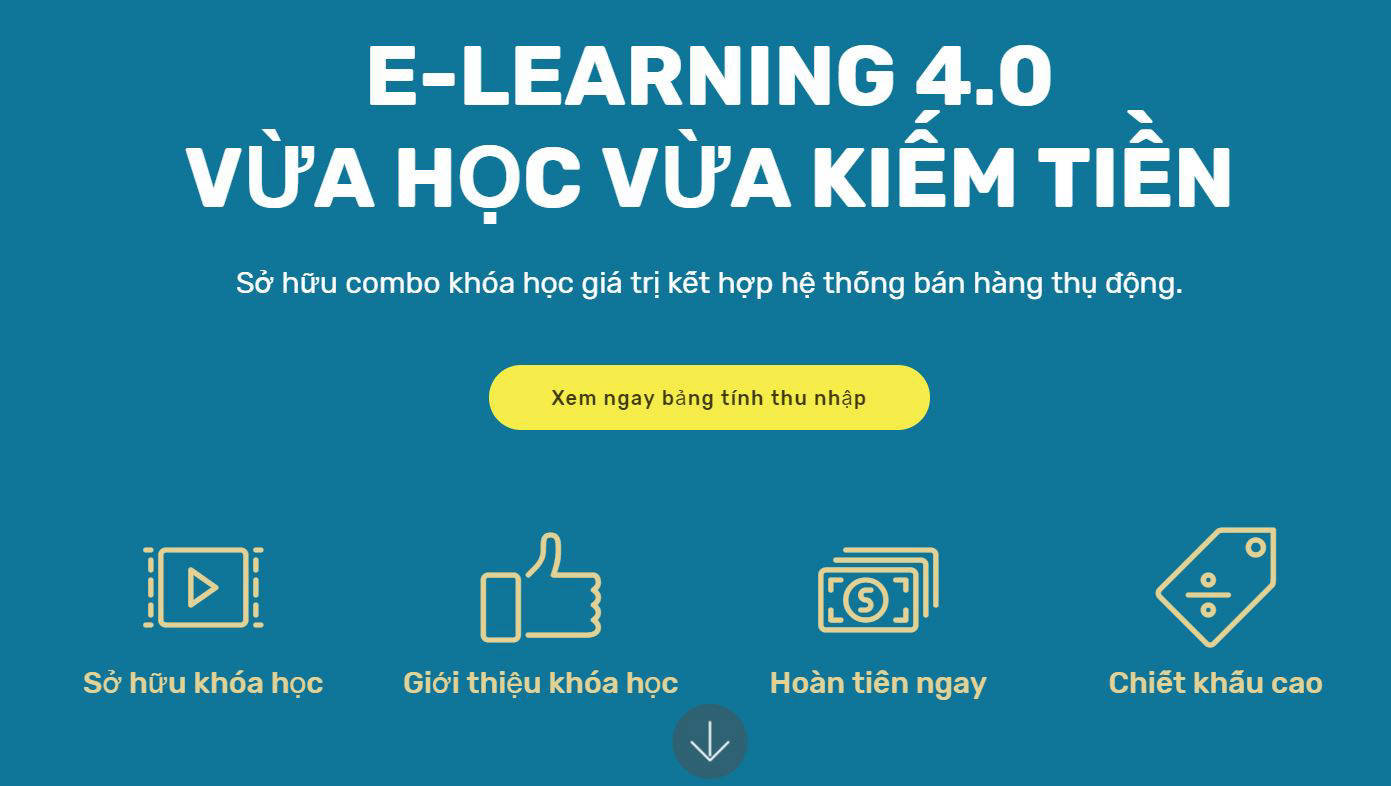 E-LEARNING 4.0
VỪA HỌC VỪA KIẾM TIỀN
Sở hữu combo khóa học giá trị kết hợp hệ thống bán hàng thụ động.
Xem ngay bảng tính thu nhập
Sở hữu khóa học
Giới thiệu khóa học
Hoàn tiền ngay
Chiết khấu cao